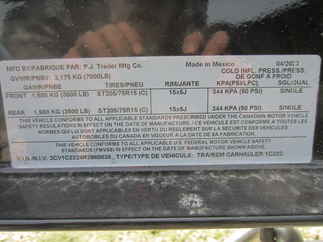 MFD BY/FABRIQUE PAR: P.J. Trailer Mfg Co. Made in Mexico 04/2023
GVWR/PNBV: 3,175 KG (7000LB) COLD INFL. PRESS/PRESS
DE GONF A FROID
GAWR/PNBE TIRES/PNEU RIM/JANTE KPA(PSI/LPC) SGL/DUAL
FRONT 1,600 KG (3500 LB) ST205/75R15 (C) 15x5J 344 KPA (50 PSI) SINGLE
REAR 1,600 KG (3500 LB) ST205/75R15 (C) 15x5J 344 KPA (50 PSI) SINGLE
THIS VEHICLE CONFORMS TO ALL APPLICABLE STANDARDS PRESCRIBED UNDER THE CANADIAN MOTOR VEHICLE
SAFETY REGULATIONS IN EFFECT ON THE DATE OF MANUFACTURE. / CE VEHICULE EST CONFORME A TOUTES LES
NORMES QUI LUI SONT APPLICABLES EN VERTU DU REGLEMENT SUR LA SECURITE DES VEHICULES
AUTOMOBILES DU CANADA EN VIGUEUR A LA DATE DE SA FABRICATION
THIS VEHICLE CONFORMS TO ALL APPLICABLE U.S. FEDERAL MOTOR VEHICLE SAFETY
STANDARDS (FMVSS) IN EFFECT ON THE DATE OF MANUFACTURE SHOWN ABOVE.
V.I.N./N.I.V. TYPE/TYPE DE VEHICULE: TRA/REM CARHAULER